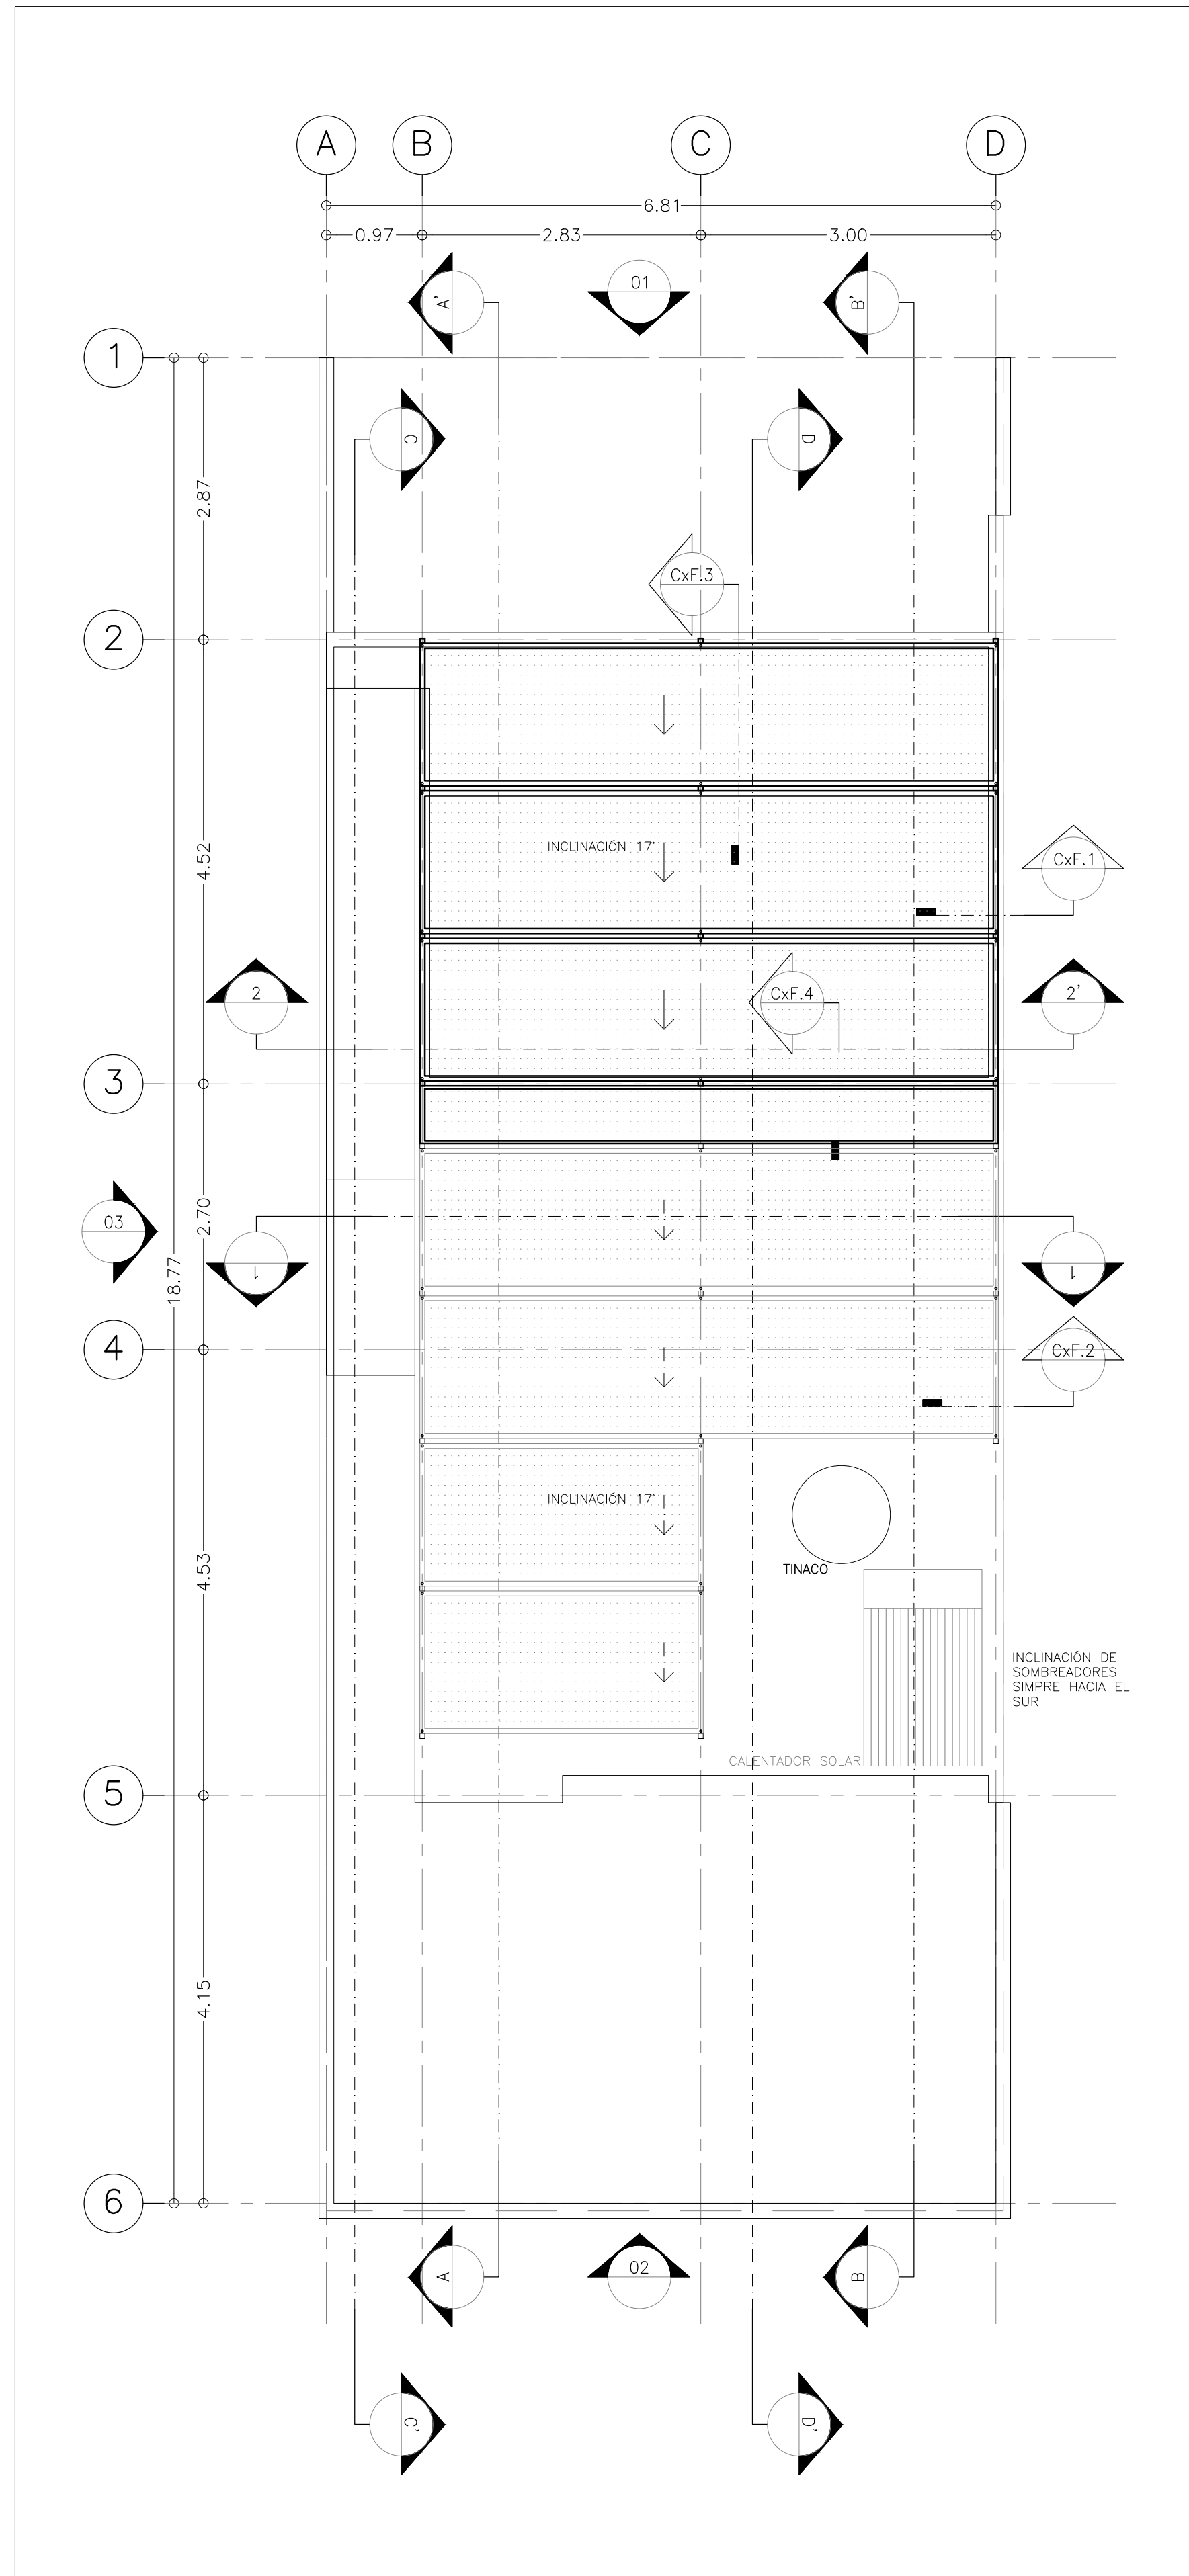 A
B
C
D
6.81
0.97
2.83
3.00
A'
01
B'
1
C
D
2.87
CxF.3
2
INCLINACIÓN 17°
4.52
CxF.1
2
CxF.4
2'
3
03
2.70
18.77
1
1
4
CxF.2
INCLINACIÓN 17°
TINACO
4.53
INCLINACIÓN DE
SOMBREADORES
SIMPRE HACIA EL
SUR
CALENTADOR SOLAR
5
4.15
6
A
02
B
C'
D'